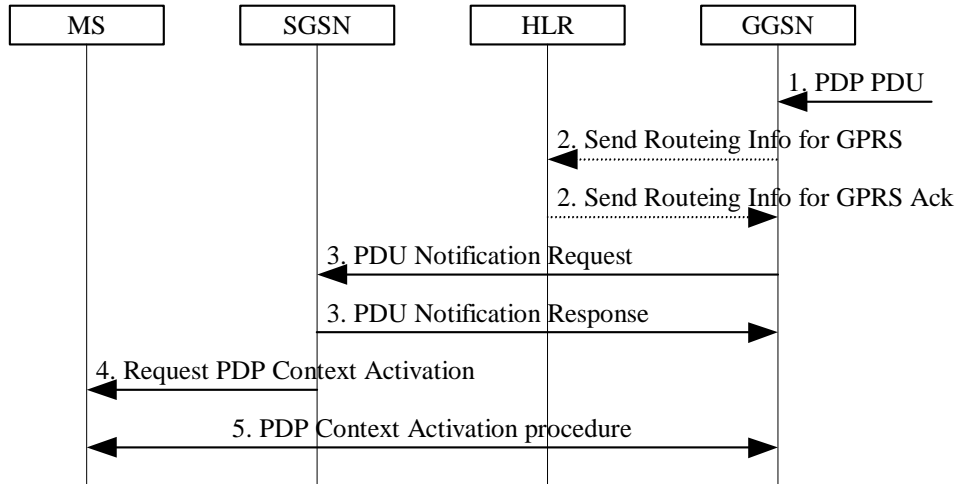 MS SGSN HLR GGSN
1. PDP PDU
2. Send Routeing Info for GPRS
2. Send Routeing Info for GPRS Ack
3. PDU Notification Request
3. PDU Notification Response
4. Request PDP Context Activation
5. PDP Context Activation procedure